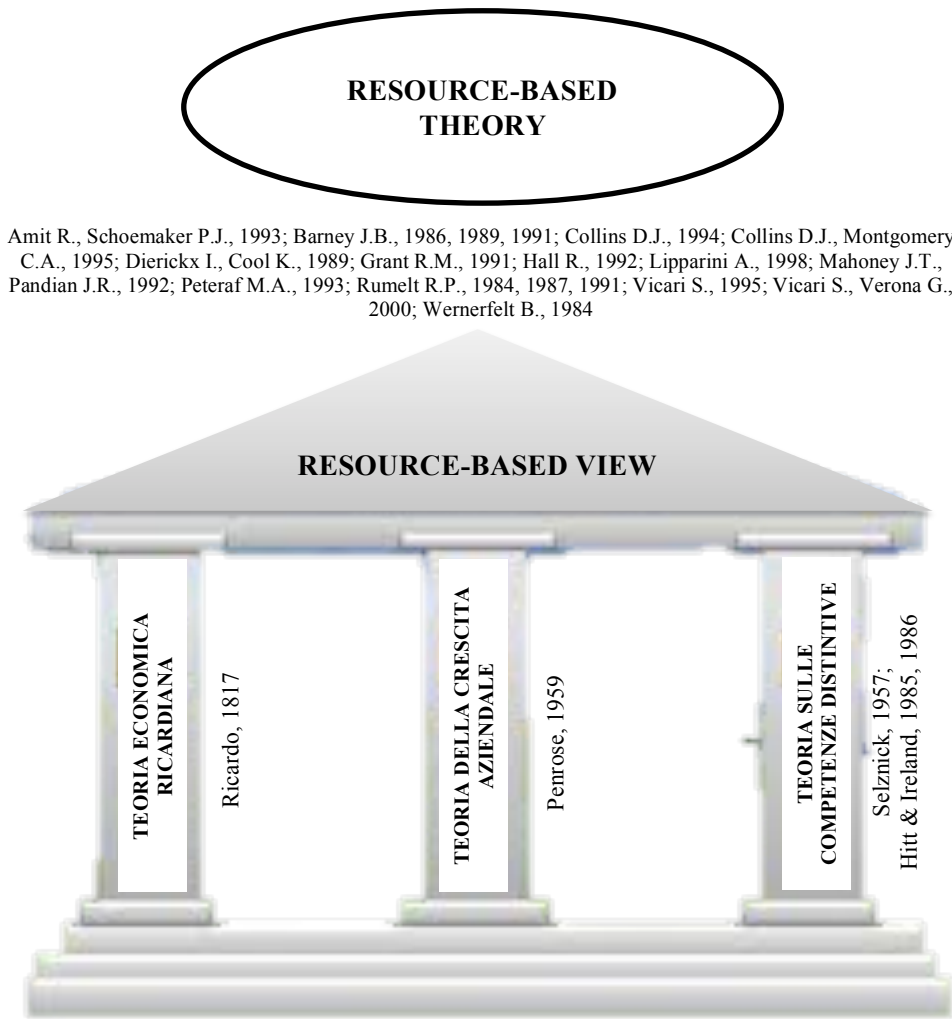 RESOURCE-BASED
THEORY
Amit R., Schoemaker P.J., 1993; Barney J.B., 1986, 1989, 1991; Collins D.J., 1994; Collins D.J., Montgomery
C.A., 1995; Dierickx I., Cool K., 1989; Grant R.M., 1991; Hall R., 1992; Lipparini A., 1998; Mahoney J.T.,
Pandian J.R., 1992; Peteraf M.A., 1993; Rumelt R.P., 1984, 1987, 1991; Vicari S., 1995; Vicari S., Verona G.,
2000; Wernerfelt B., 1984
RESOURCE-BASED VIEW
TEORIA ECONOMICA
RICARDIANA
Ricardo, 1817
TEORIA DELLA CRESCITA
AZIENDALE
Penrose, 1959
TEORIA SULLE
COMPETENZE DISTINTIVE
Selznick, 1957;
Hitt & Ireland, 1985, 1986